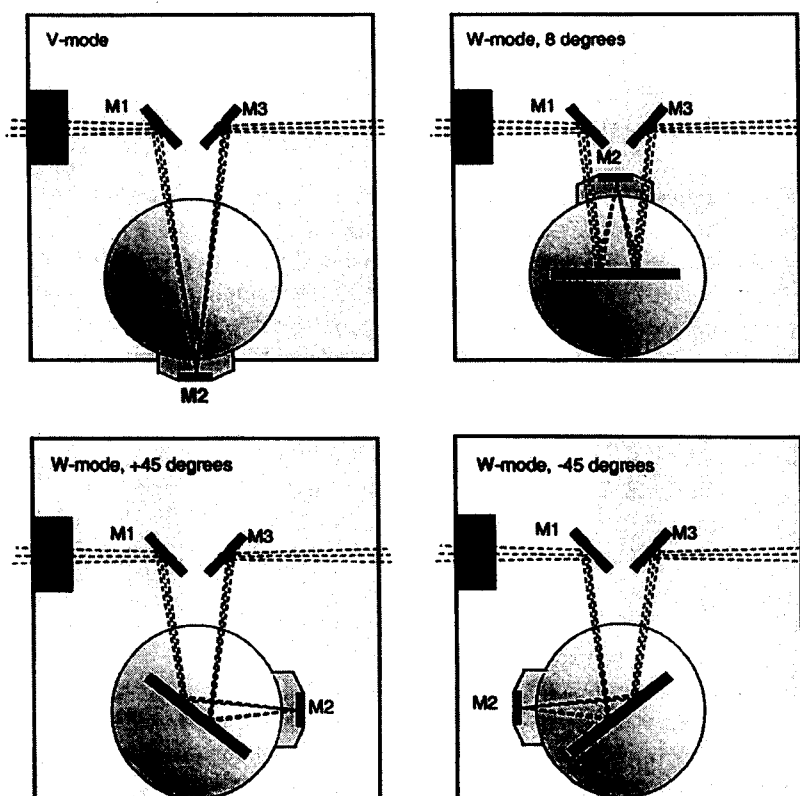 V-mode
M1
M3
M2
W-mode, 8 degrees
M1
M3
M2
W-mode, +45 degrees
M1
M3
M2
W-mode, -45 degrees
M1
M3
M2